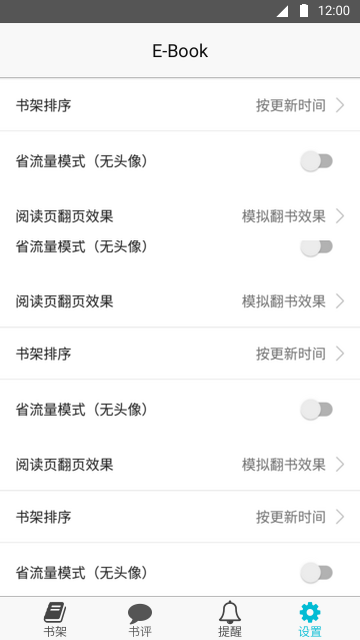 12:00
E-Book
书架排序 按更新时间
省流量模式（无头像）
阅读页翻页效果 模拟翻书效果
省流量模式（无头像）
阅读页翻页效果 模拟翻书效果
书架排序 按更新时间
省流量模式（无头像）
阅读页翻页效果 模拟翻书效果
书架排序 按更新时间
省流量模式（无头像）
书架 书评 提醒 设置